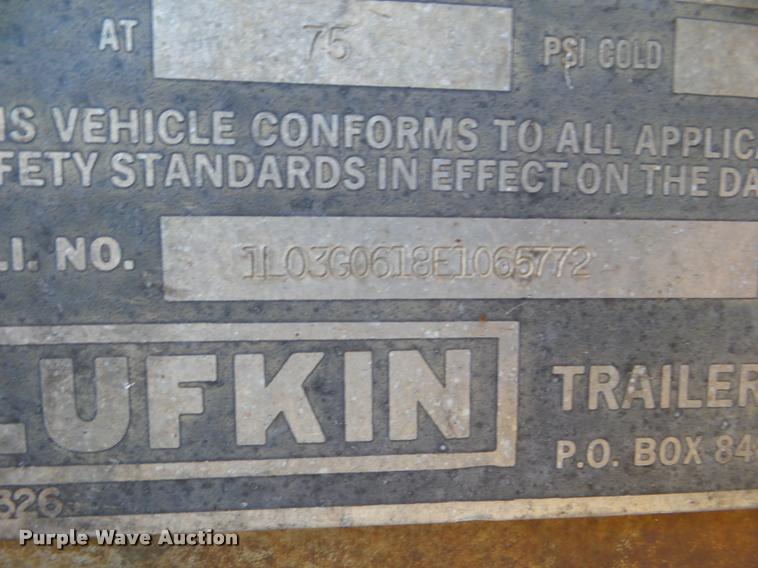 AT 75 PSI COLD
IS VEHICLE CONFORMS TO ALL APPLICA
FETY STANDARDS IN EFFECT ON THE DA
.I. NO. 1L03G0618E1065772
LUFKIN TRAILER
P.O. BOX 84
326
Purple Wave Auction